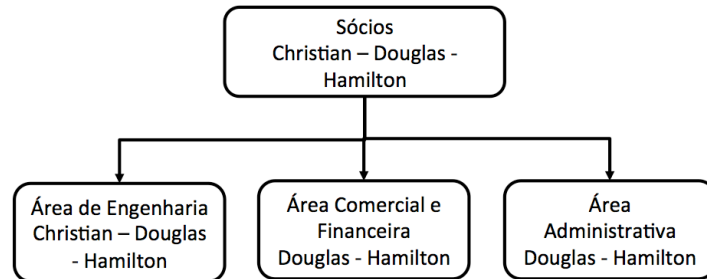 Sócios
Christian – Douglas -
Hamilton
Área de Engenharia
Christian – Douglas
- Hamilton
Área Comercial e
Financeira
Douglas - Hamilton
Área
Administrativa
Douglas - Hamilton